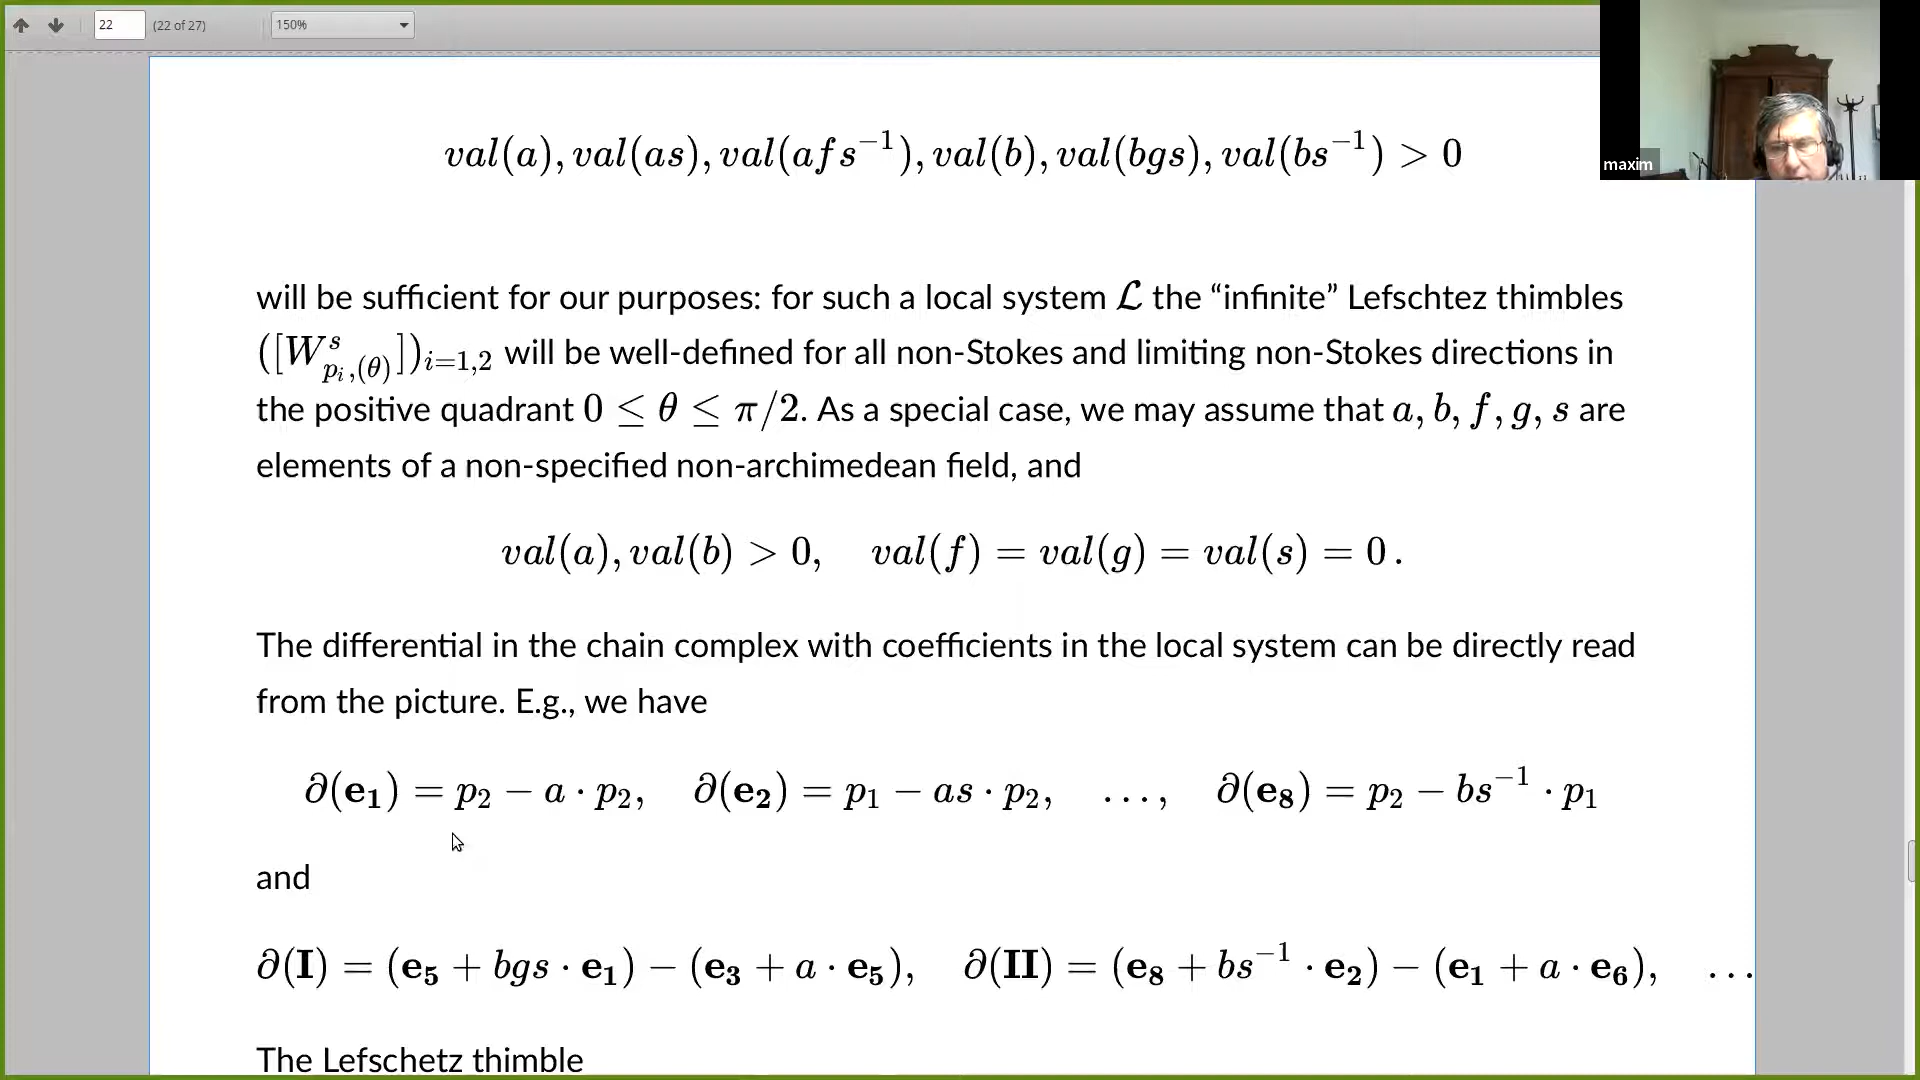 22 (22 of 27) 150%
maxim
val(a), val(as), val(afs⁻¹), val(b), val(bgs), val(bs⁻¹) > 0
will be sufficient for our purposes: for such a local system 𝓛 the “infinite” Lefschtez thimbles
([W^s_{p_i,(θ)}])_{i=1,2} will be well-defined for all non-Stokes and limiting non-Stokes directions in
the positive quadrant 0 ≤ θ ≤ π/2. As a special case, we may assume that a, b, f, g, s are
elements of a non-specified non-archimedean field, and
val(a), val(b) > 0, val(f) = val(g) = val(s) = 0 .
The differential in the chain complex with coefficients in the local system can be directly read
from the picture. E.g., we have
∂(e₁) = p₂ − a · p₂, ∂(e₂) = p₁ − as · p₂, …, ∂(e₈) = p₂ − bs⁻¹ · p₁
and
∂(I) = (e₅ + bgs · e₁) − (e₃ + a · e₅), ∂(II) = (e₈ + bs⁻¹ · e₂) − (e₁ + a · e₆), …
The Lefschetz thimble